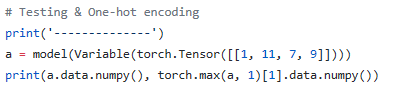 # Testing & One-hot encoding
print('--------------')
a = model(Variable(torch.Tensor([[1, 11, 7, 9]])))
print(a.data.numpy(), torch.max(a, 1)[1].data.numpy())